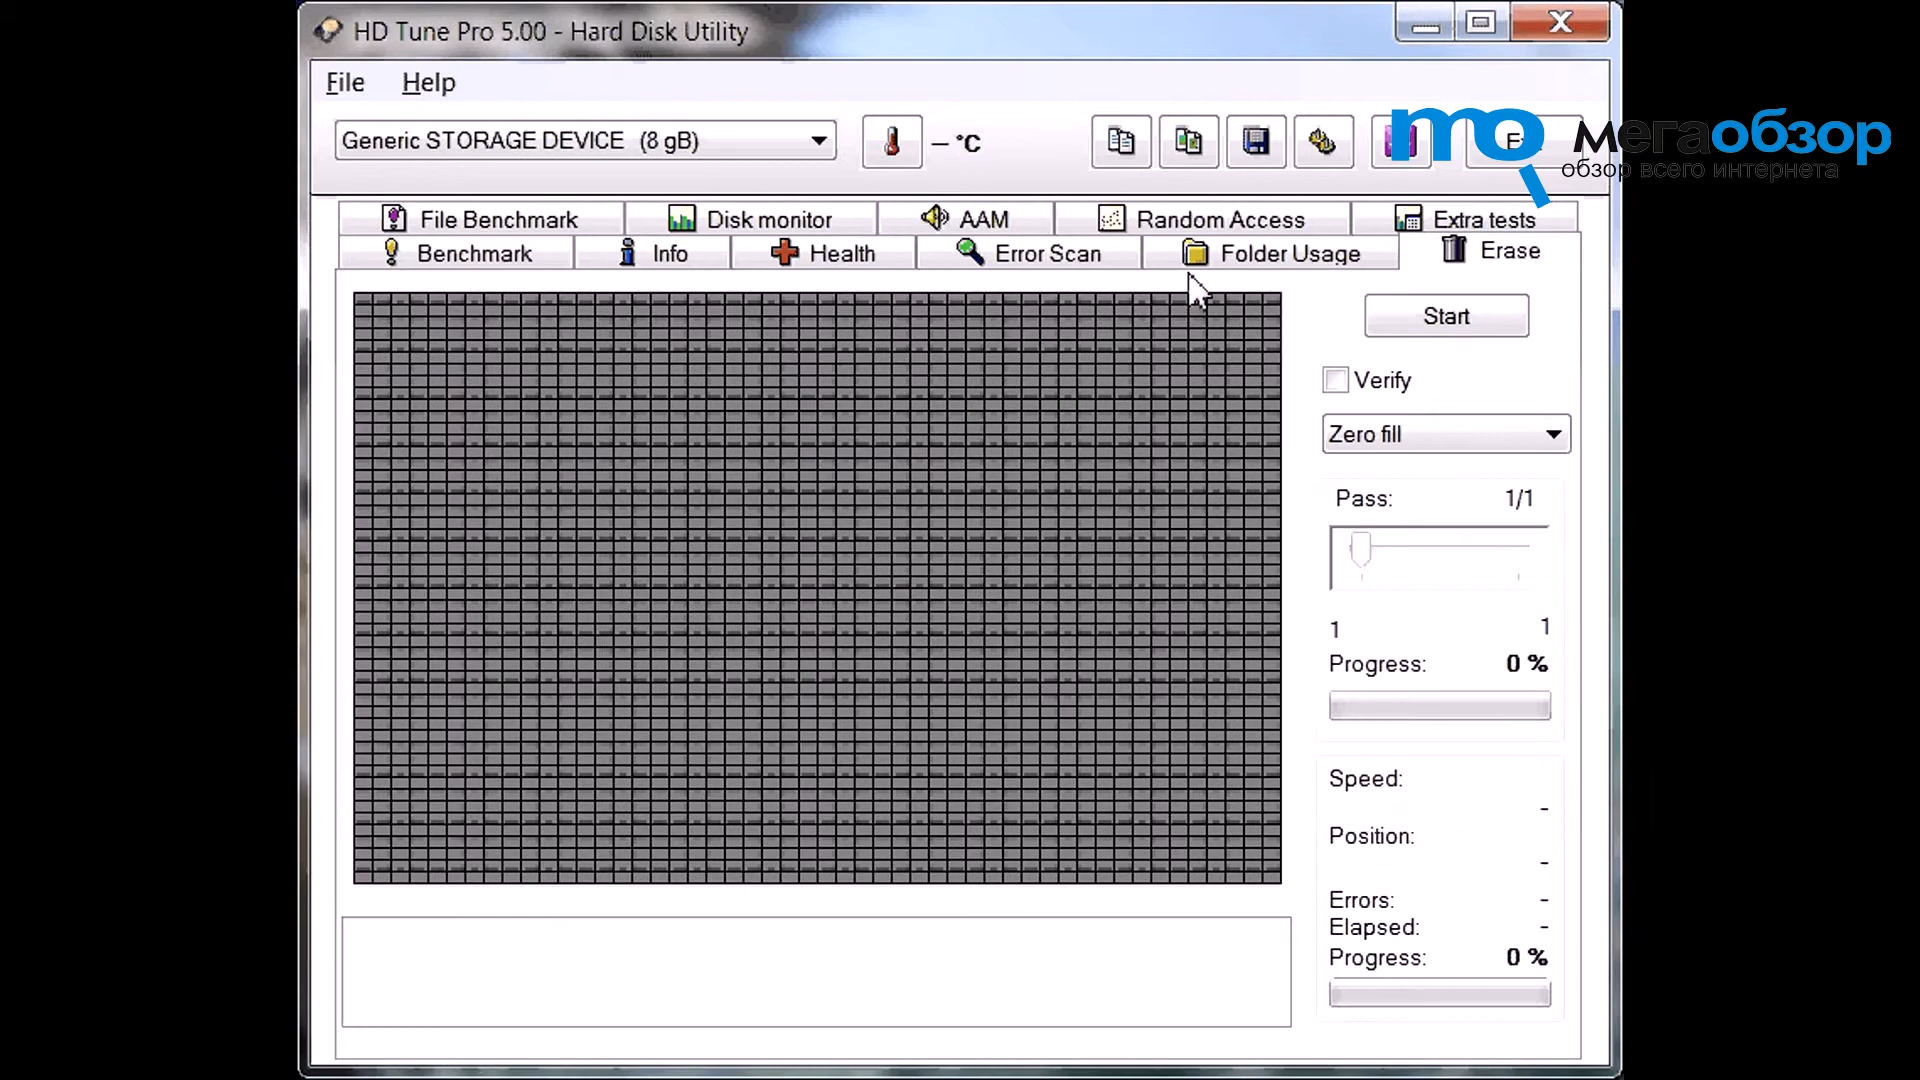 HD Tune Pro 5.00 - Hard Disk Utility
File Help
Generic STORAGE DEVICE (8 gB)
– °C
мегаобзор
обзор всего интернета
File Benchmark Disk monitor AAM Random Access Extra tests
Benchmark Info Health Error Scan Folder Usage Erase
Start
Verify
Zero fill
Pass: 1/1
1 1
Progress: 0 %
Speed:
-
Position:
-
Errors: -
Elapsed: -
Progress: 0 %